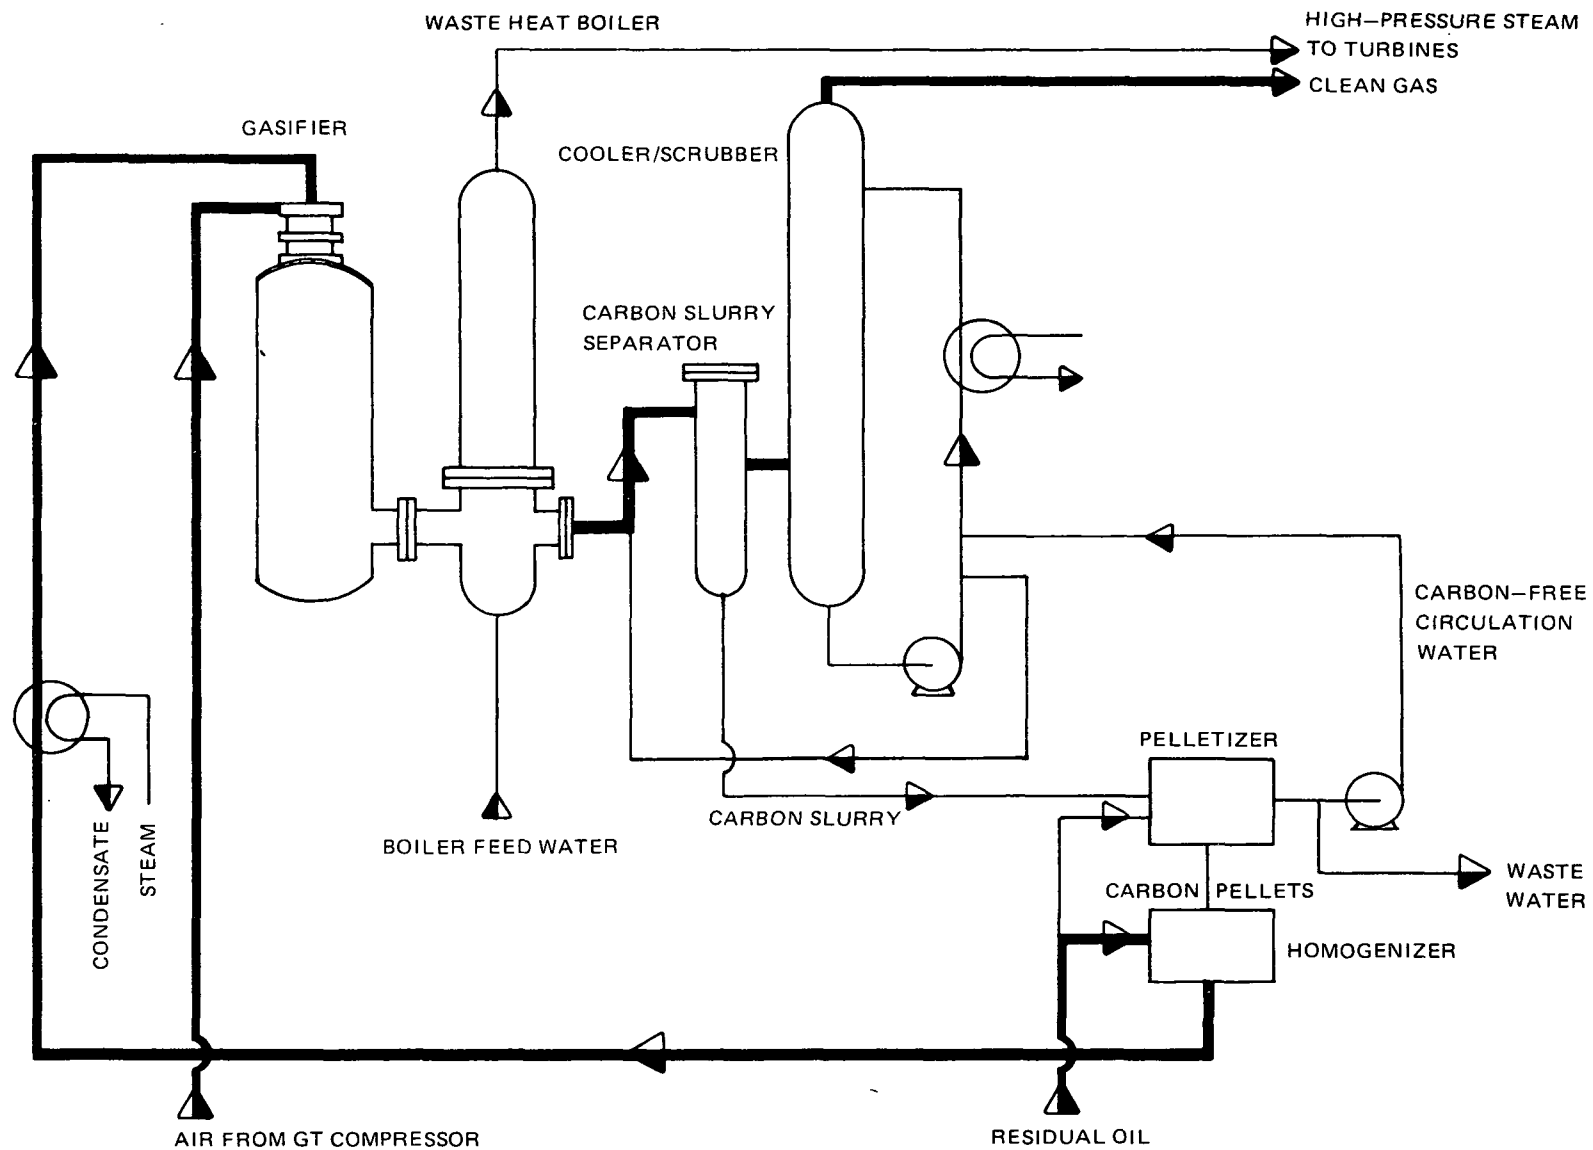 WASTE HEAT BOILER
HIGH–PRESSURE STEAM
TO TURBINES
CLEAN GAS
GASIFIER
COOLER/SCRUBBER
CARBON SLURRY
SEPARATOR
CARBON–FREE
CIRCULATION
WATER
PELLETIZER
CARBON SLURRY
BOILER FEED WATER
CONDENSATE
STEAM
WASTE
WATER
CARBON PELLETS
HOMOGENIZER
AIR FROM GT COMPRESSOR
RESIDUAL OIL